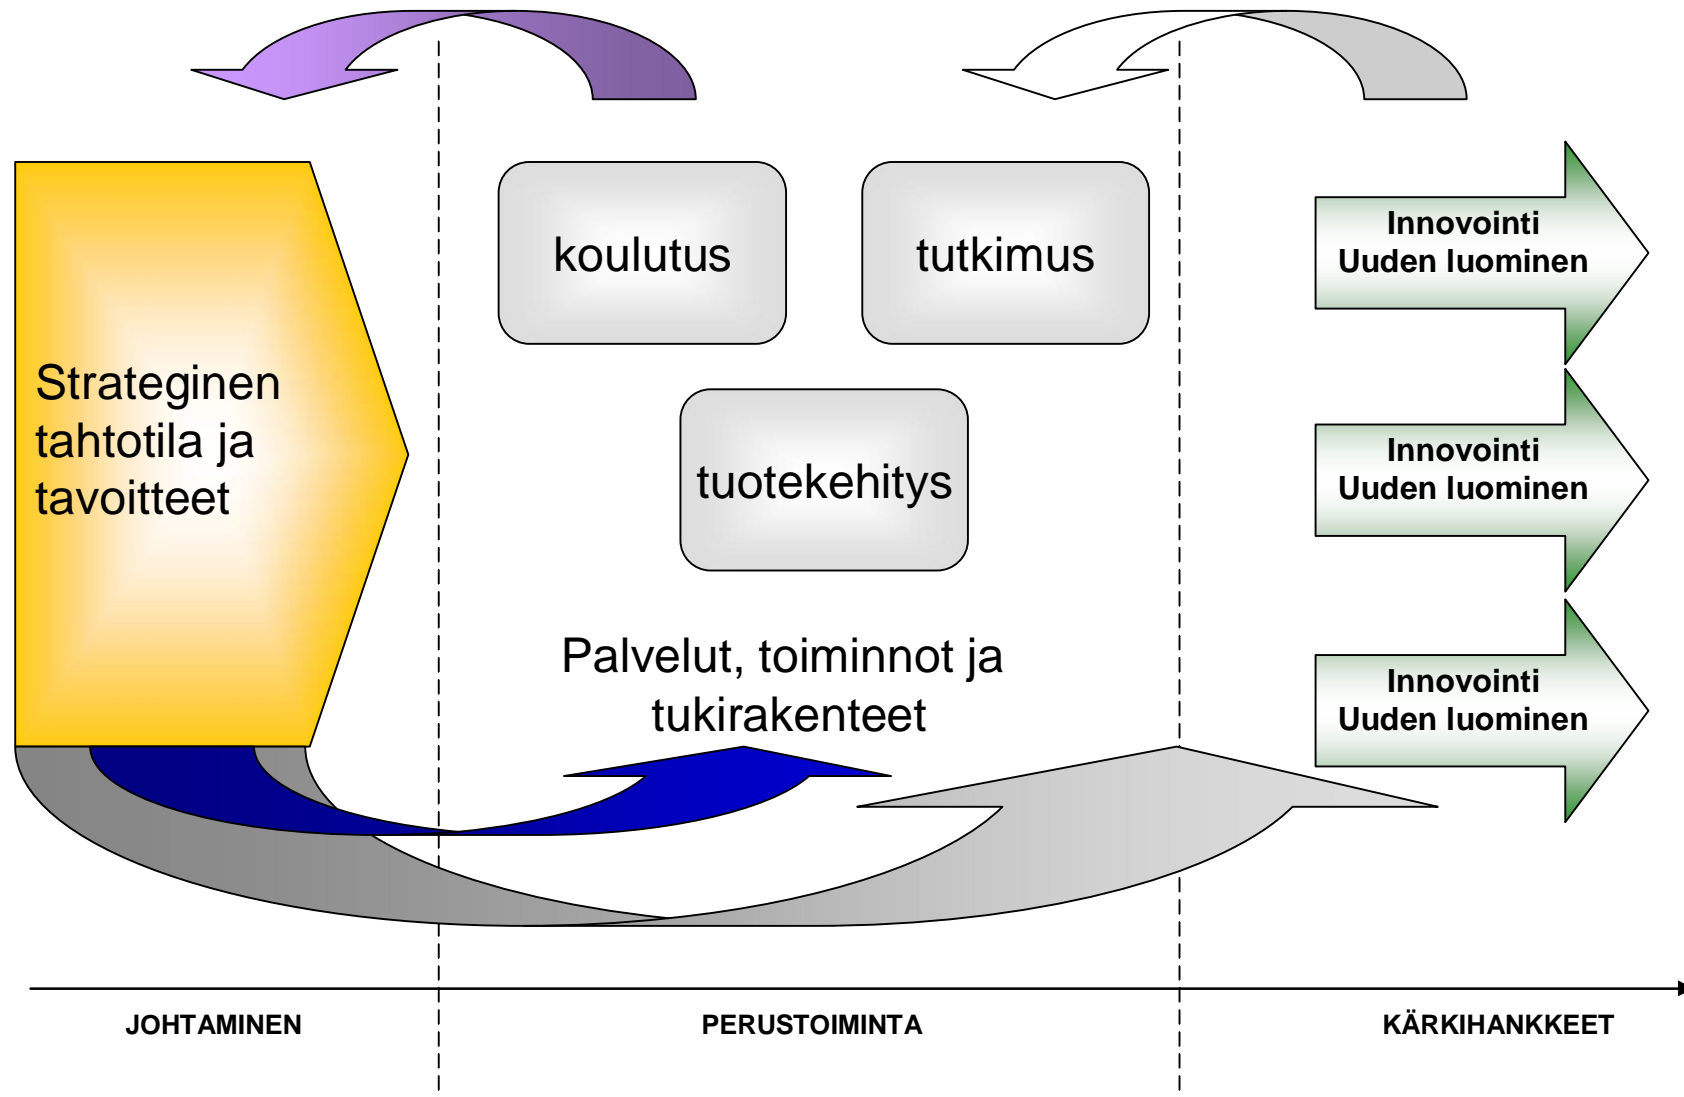 koulutus
tutkimus
tuotekehitys
Strateginen
tahtotila ja
tavoitteet
Palvelut, toiminnot ja
tukirakenteet
Innovointi
Uuden luominen
Innovointi
Uuden luominen
Innovointi
Uuden luominen
JOHTAMINEN
PERUSTOIMINTA
KÄRKIHANKKEET